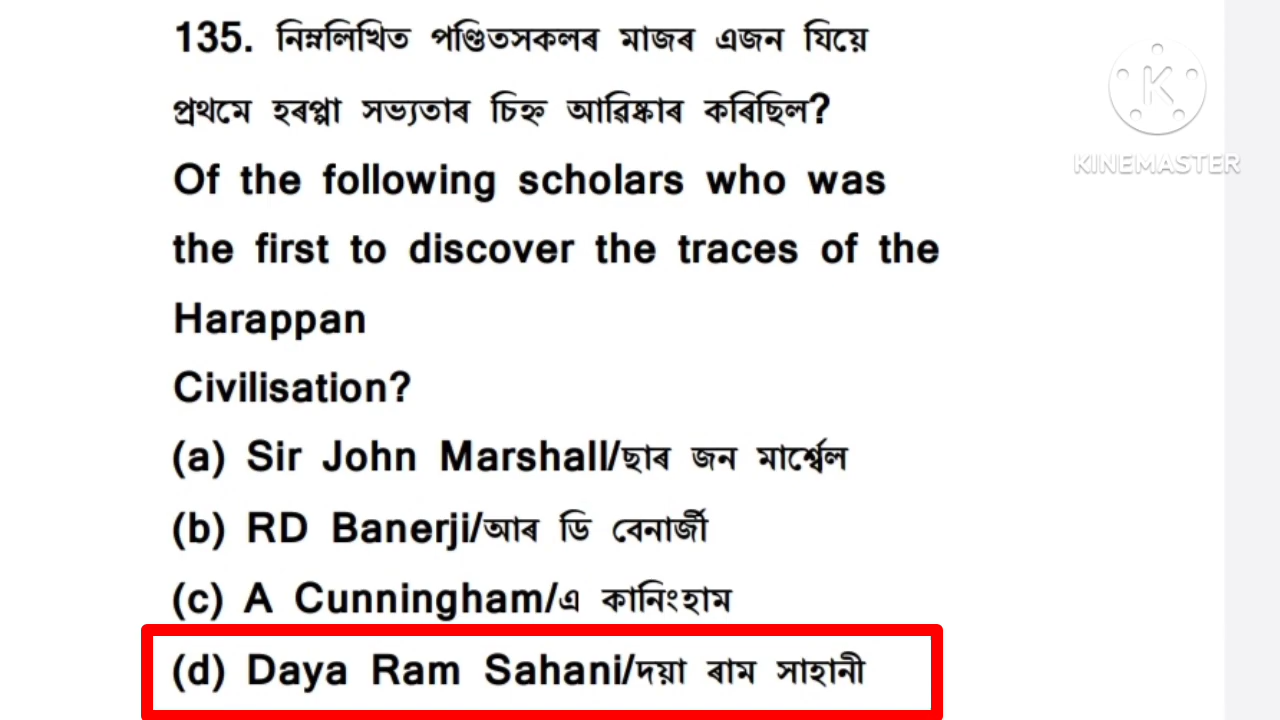 135. নিম্নলিখিত পণ্ডিতসকলৰ মাজৰ এজন যিয়ে
প্ৰথমে হৰপ্পা সভ্যতাৰ চিহ্ন আৱিষ্কাৰ কৰিছিল?
Of the following scholars who was
the first to discover the traces of the
Harappan
Civilisation?
(a) Sir John Marshall/ছাৰ জন মাৰ্শ্বেল
(b) RD Banerji/আৰ ডি বেনাৰ্জী
(c) A Cunningham/এ কানিংহাম
(d) Daya Ram Sahani/দয়া ৰাম সাহানী
K
KINEMASTER